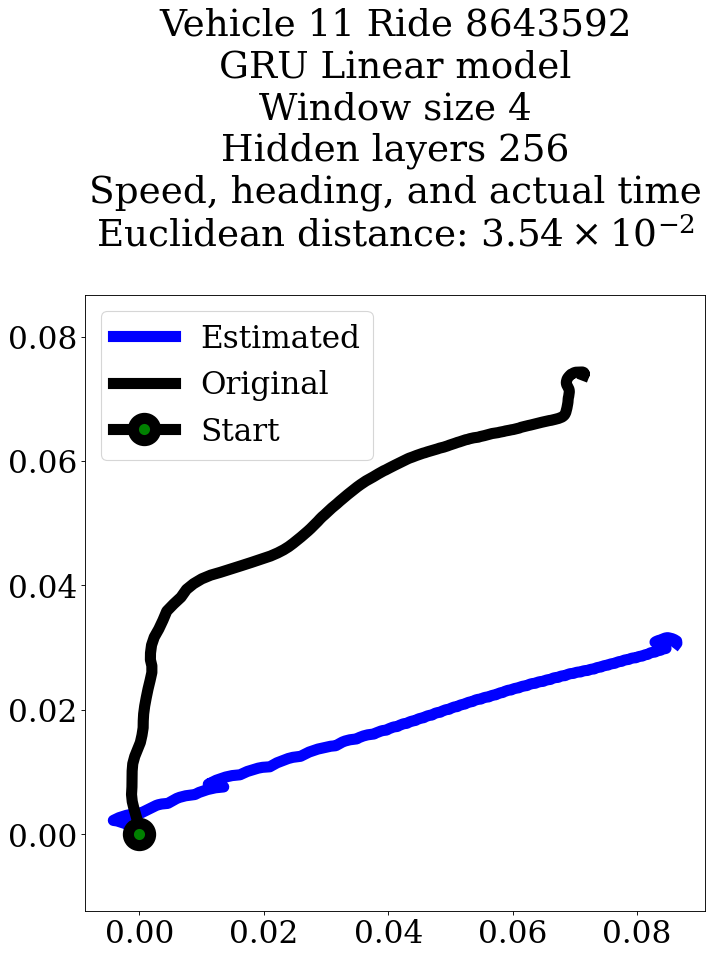 Vehicle 11 Ride 8643592
GRU Linear model
Window size 4
Hidden layers 256
Speed, heading, and actual time
Euclidean distance: 3.54 × 10⁻²
Estimated
Original
Start
0.08
0.06
0.04
0.02
0.00
0.00 0.02 0.04 0.06 0.08